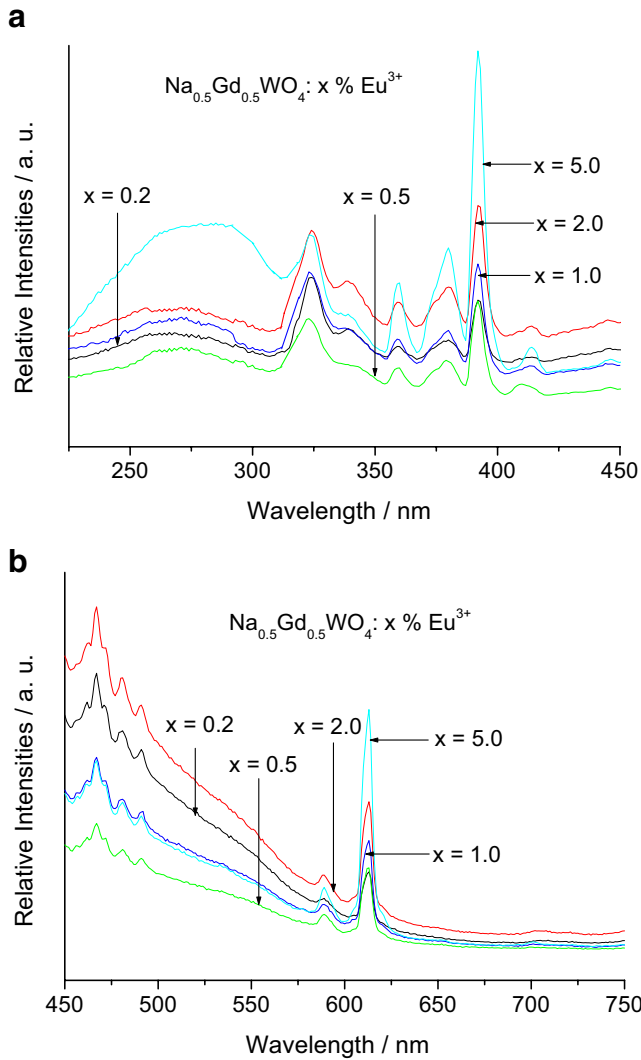 a
Na0.5Gd0.5WO4: x % Eu3+
x = 5.0
x = 0.2
x = 0.5
x = 2.0
x = 1.0
Relative Intensities / a. u.
250 300 350 400 450
Wavelength / nm
b
Na0.5Gd0.5WO4: x % Eu3+
x = 0.2
x = 2.0
x = 5.0
x = 0.5
x = 1.0
Relative Intensities / a. u.
450 500 550 600 650 700 750
Wavelength / nm